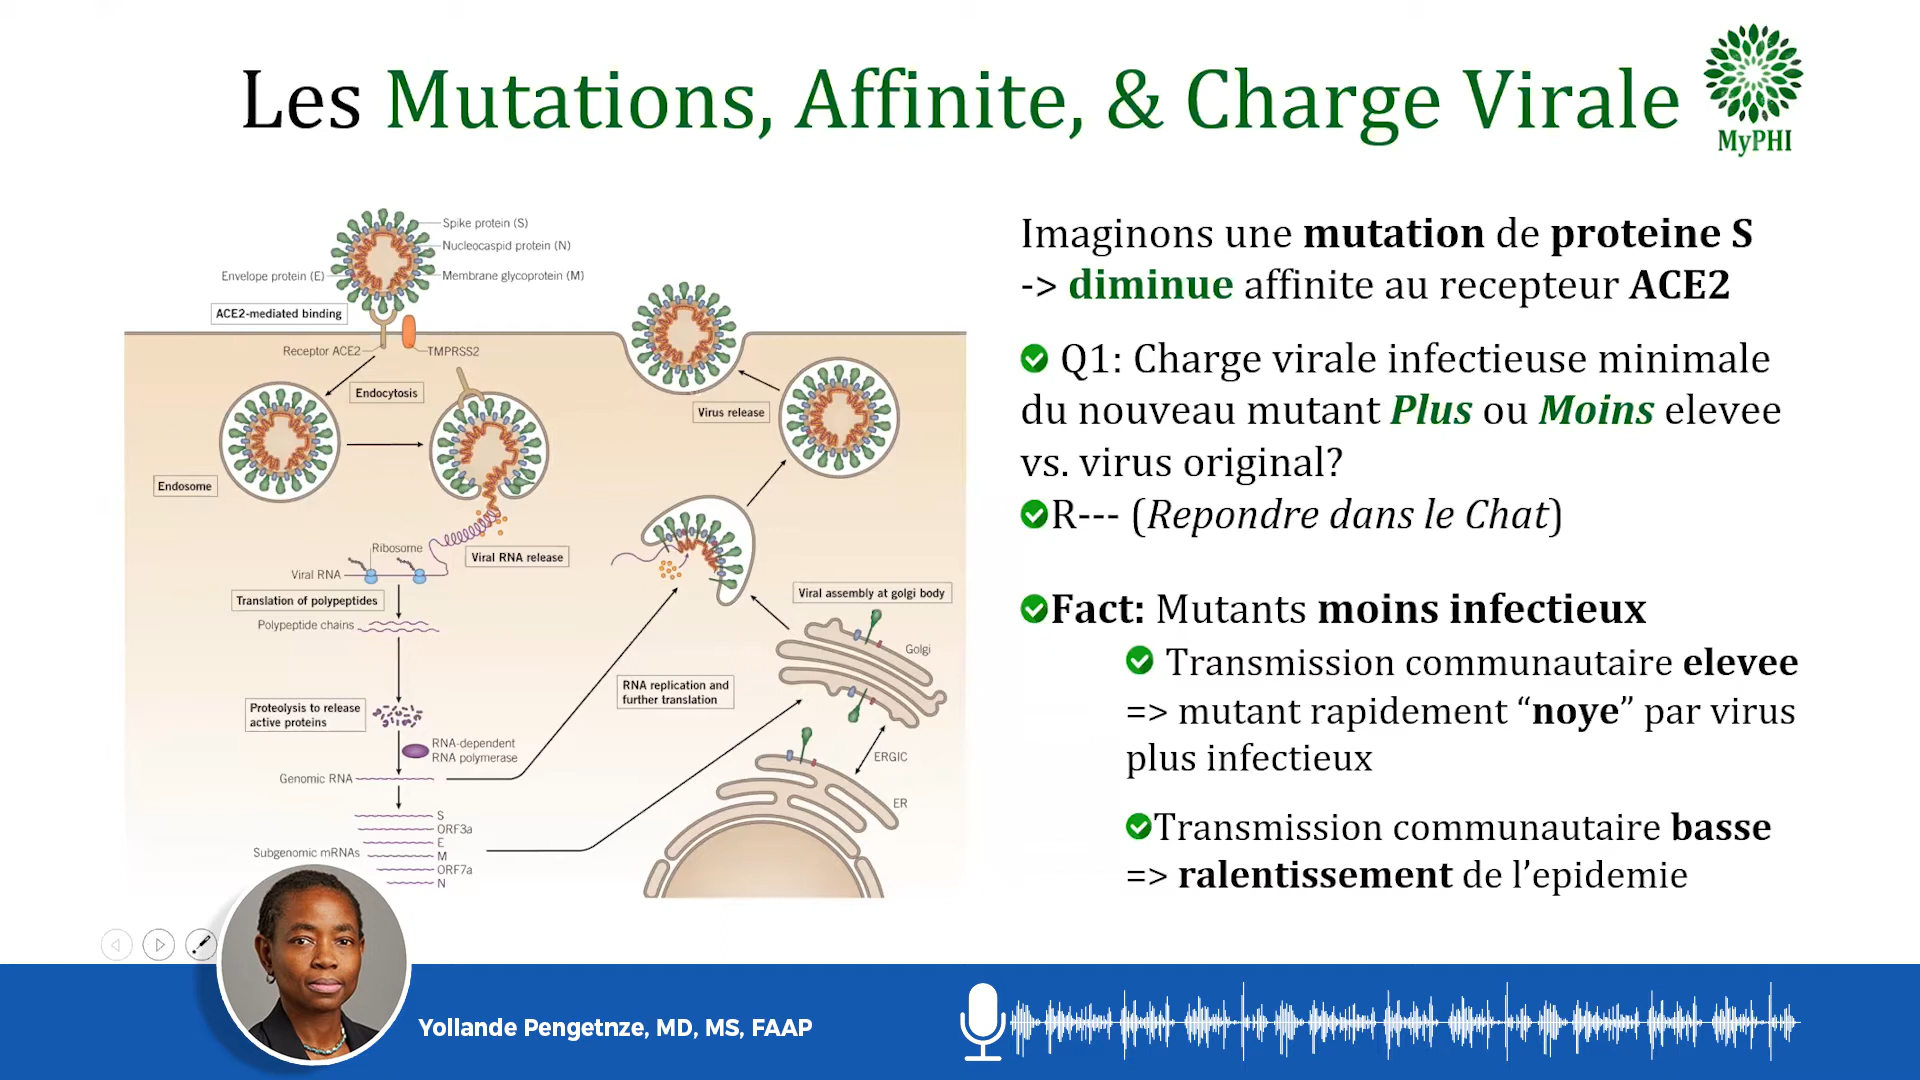 Les Mutations, Affinite, & Charge Virale
MyPHI
Spike protein (S)
Nucleocaspid protein (N)
Envelope protein (E)
Membrane glycoprotein (M)
ACE2-mediated binding
Receptor ACE2
TMPRSS2
Endocytosis
Endosome
Virus release
Ribosome
Viral RNA release
Viral RNA
Translation of polypeptides
Polypeptide chains
Viral assembly at golgi body
Golgi
RNA replication and
further translation
Proteolysis to release
active proteins
RNA-dependent
RNA polymerase
ERGIC
Genomic RNA
ER
S
ORF3a
E
Subgenomic mRNAs
M
ORF7a
N
Imaginons une mutation de proteine S
-> diminue affinite au recepteur ACE2
Q1: Charge virale infectieuse minimale
du nouveau mutant Plus ou Moins elevee
vs. virus original?
R--- (Repondre dans le Chat)
Fact: Mutants moins infectieux
Transmission communautaire elevee
=> mutant rapidement “noye” par virus
plus infectieux
Transmission communautaire basse
=> ralentissement de l’epidemie
Yollande Pengetnze, MD, MS, FAAP